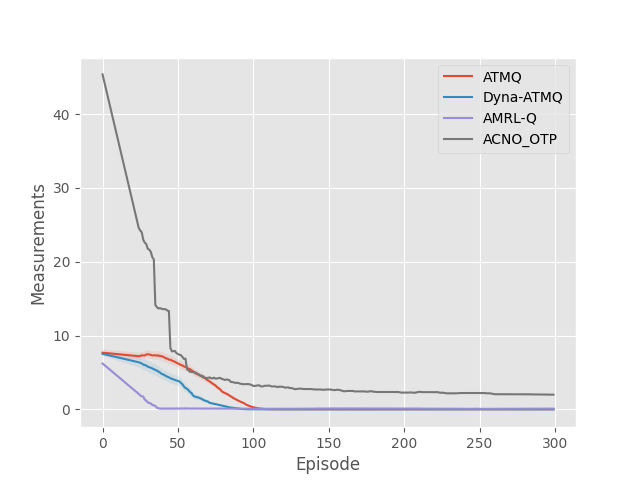 ATMQ
Dyna-ATMQ
AMRL-Q
ACNO_OTP
Measurements
40
30
20
10
0
0 50 100 150 200 250 300
Episode